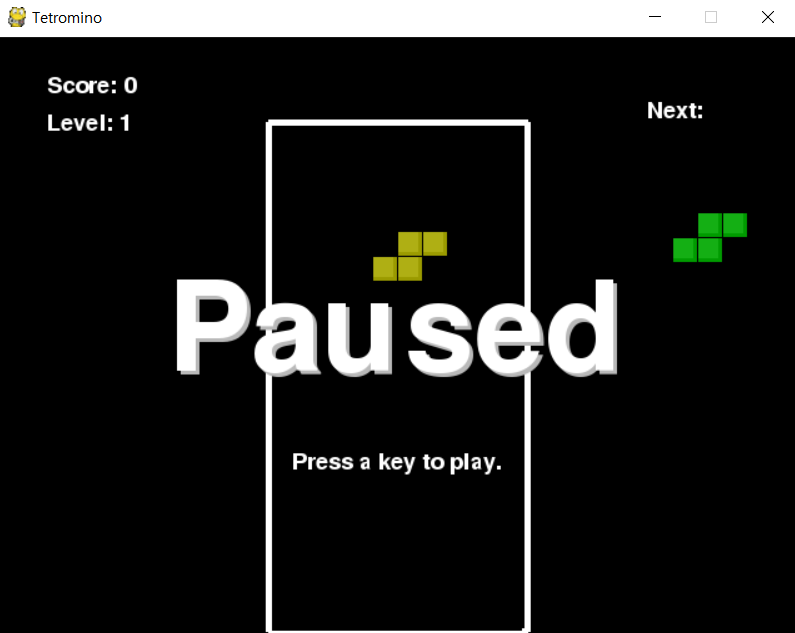 Tetromino
Score: 0
Level: 1
Next:
Paused
Press a key to play.